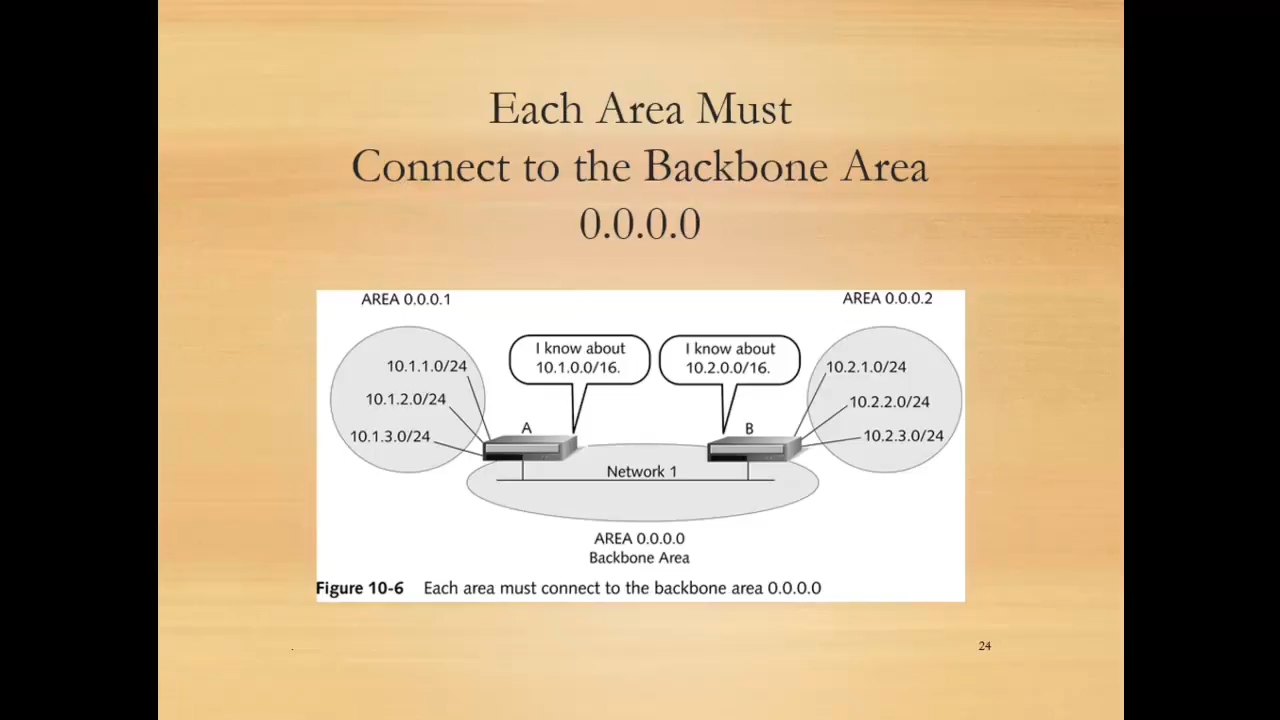 Each Area Must
Connect to the Backbone Area
0.0.0.0
AREA 0.0.0.1
AREA 0.0.0.2
I know about
10.1.0.0/16.
I know about
10.2.0.0/16.
10.1.1.0/24
10.1.2.0/24
10.1.3.0/24
10.2.1.0/24
10.2.2.0/24
10.2.3.0/24
A
B
Network 1
AREA 0.0.0.0
Backbone Area
Figure 10-6 Each area must connect to the backbone area 0.0.0.0
24